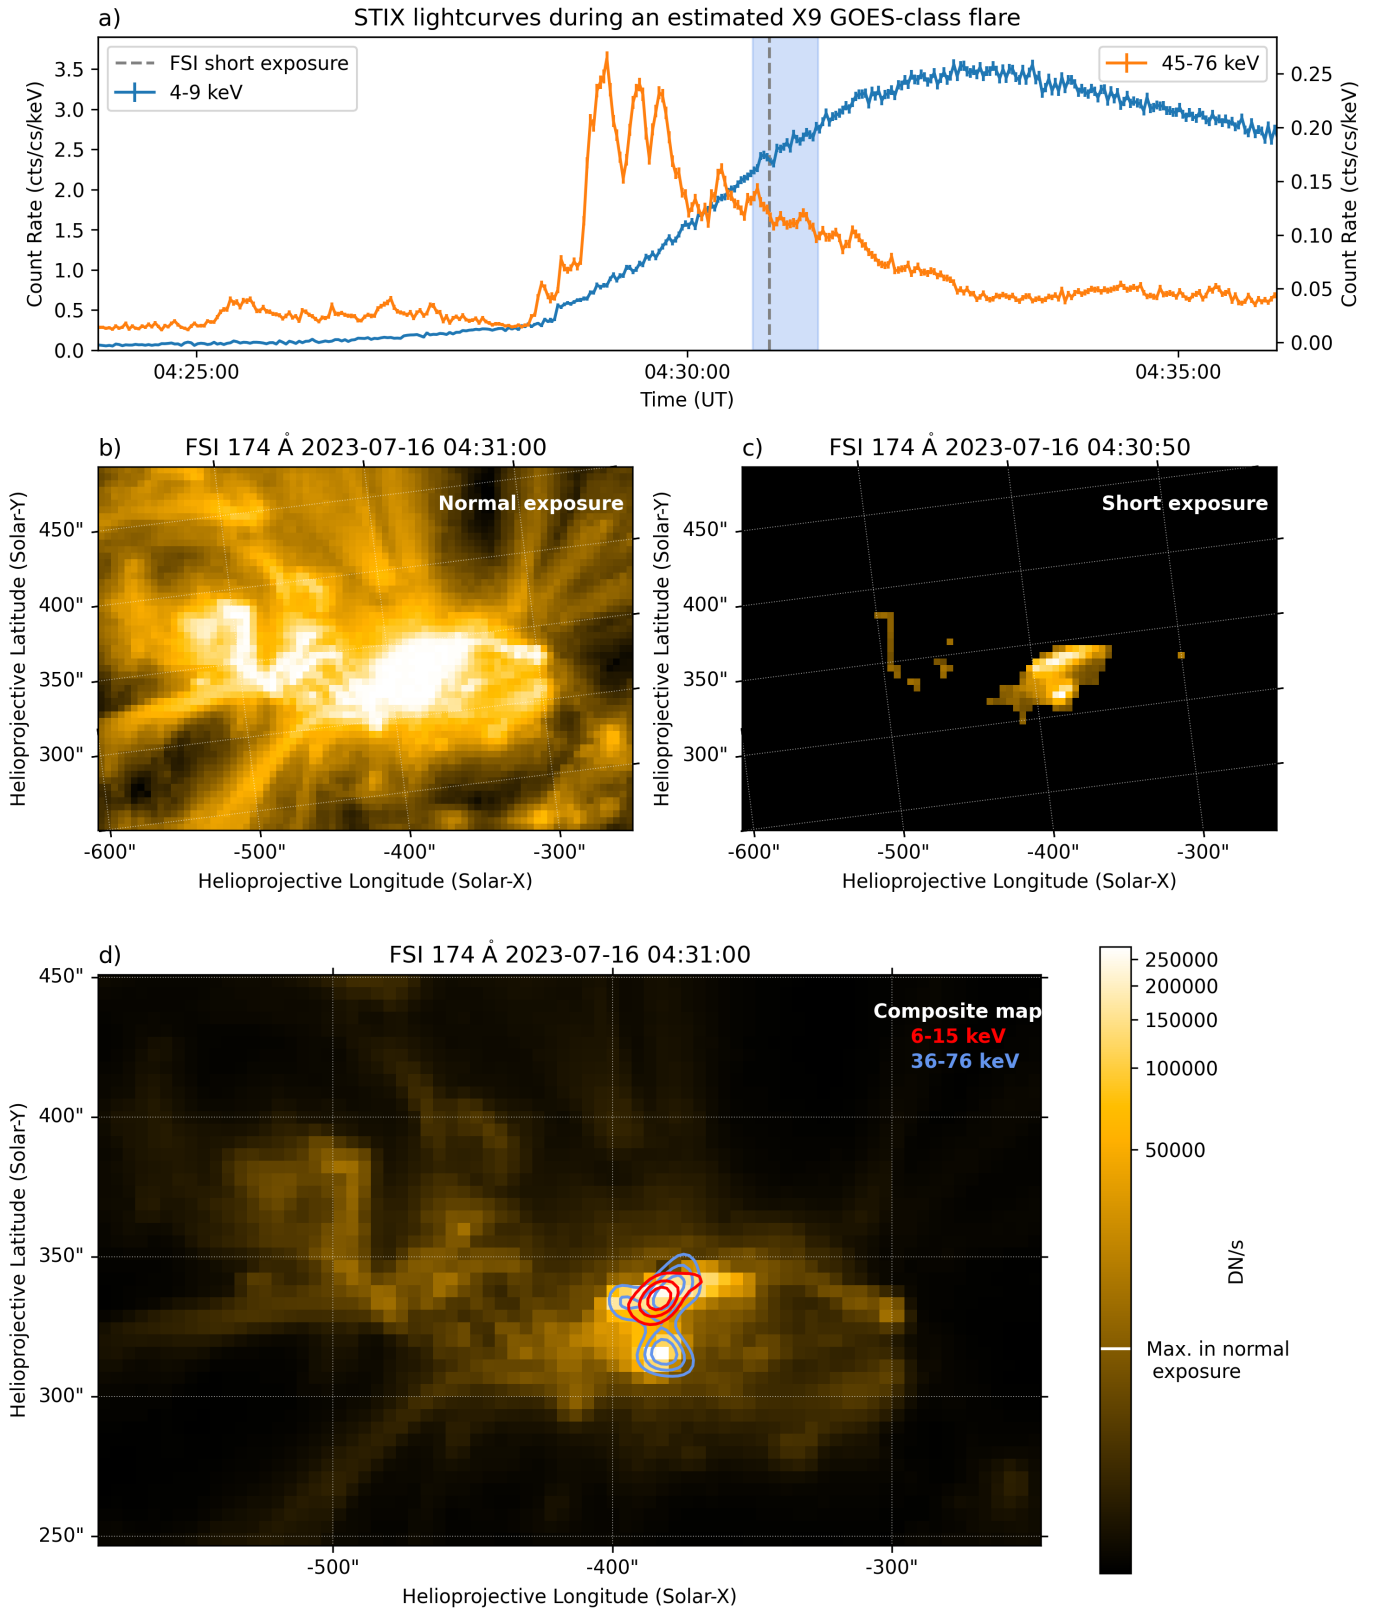 a) STIX lightcurves during an estimated X9 GOES-class flare
FSI short exposure
4-9 keV
45-76 keV
Count Rate (cts/cs/keV)
3.5
3.0
2.5
2.0
1.5
1.0
0.5
0.0
0.25
0.20
0.15
0.10
0.05
0.00
Count Rate (cts/cs/keV)
04:25:00 04:30:00 04:35:00
Time (UT)
b) FSI 174 Å 2023-07-16 04:31:00
Normal exposure
Helioprojective Latitude (Solar-Y)
450"
400"
350"
300"
-600" -500" -400" -300"
Helioprojective Longitude (Solar-X)
c) FSI 174 Å 2023-07-16 04:30:50
Short exposure
Helioprojective Latitude (Solar-Y)
450"
400"
350"
300"
-600" -500" -400" -300"
Helioprojective Longitude (Solar-X)
d) FSI 174 Å 2023-07-16 04:31:00
Composite map
6-15 keV
36-76 keV
Helioprojective Latitude (Solar-Y)
450"
400"
350"
300"
250"
-500" -400" -300"
Helioprojective Longitude (Solar-X)
250000
200000
150000
100000
50000
DN/s
Max. in normal
exposure